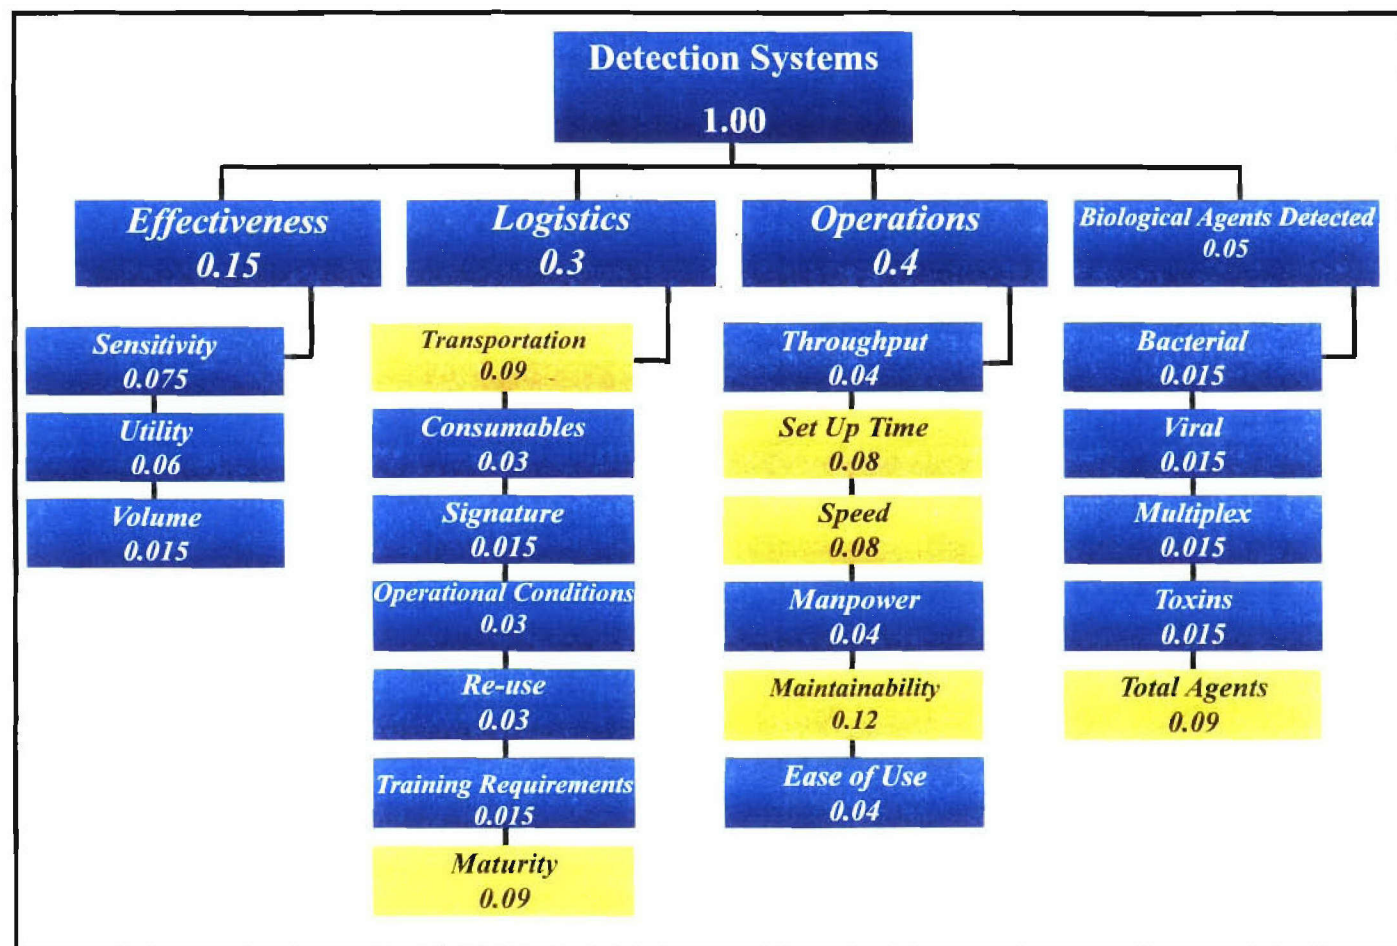 Detection Systems
1.00
Effectiveness
0.15
Logistics
0.3
Operations
0.4
Biological Agents Detected
0.05
Sensitivity
0.075
Utility
0.06
Volume
0.015
Transportation
0.09
Consumables
0.03
Signature
0.015
Operational Conditions
0.03
Re-use
0.03
Training Requirements
0.015
Maturity
0.09
Throughput
0.04
Set Up Time
0.08
Speed
0.08
Manpower
0.04
Maintainability
0.12
Ease of Use
0.04
Bacterial
0.015
Viral
0.015
Multiplex
0.015
Toxins
0.015
Total Agents
0.09